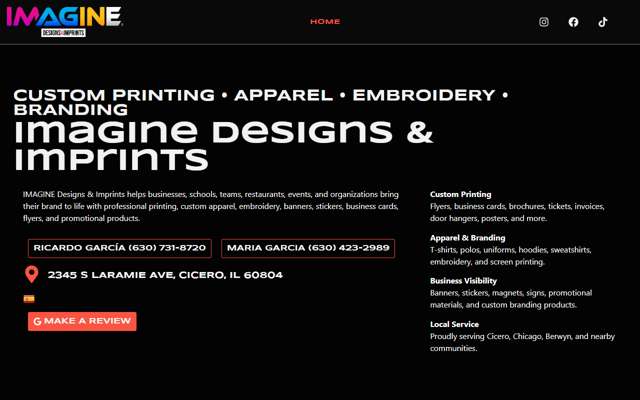 IMAGINE
DESIGNS & IMPRINTS
HOME
CUSTOM PRINTING • APPAREL • EMBROIDERY •
BRANDING
Imagine Designs &
Imprints
IMAGINE Designs & Imprints helps businesses, schools, teams, restaurants, events, and organizations bring
their brand to life with professional printing, custom apparel, embroidery, banners, stickers, business cards,
flyers, and promotional products.
RICARDO GARCÍA (630) 731-8720
MARIA GARCIA (630) 423-2989
2345 S LARAMIE AVE, CICERO, IL 60804
G MAKE A REVIEW
Custom Printing
Flyers, business cards, brochures, tickets, invoices,
door hangers, posters, and more.
Apparel & Branding
T-shirts, polos, uniforms, hoodies, sweatshirts,
embroidery, and screen printing.
Business Visibility
Banners, stickers, magnets, signs, promotional
materials, and custom branding products.
Local Service
Proudly serving Cicero, Chicago, Berwyn, and nearby
communities.